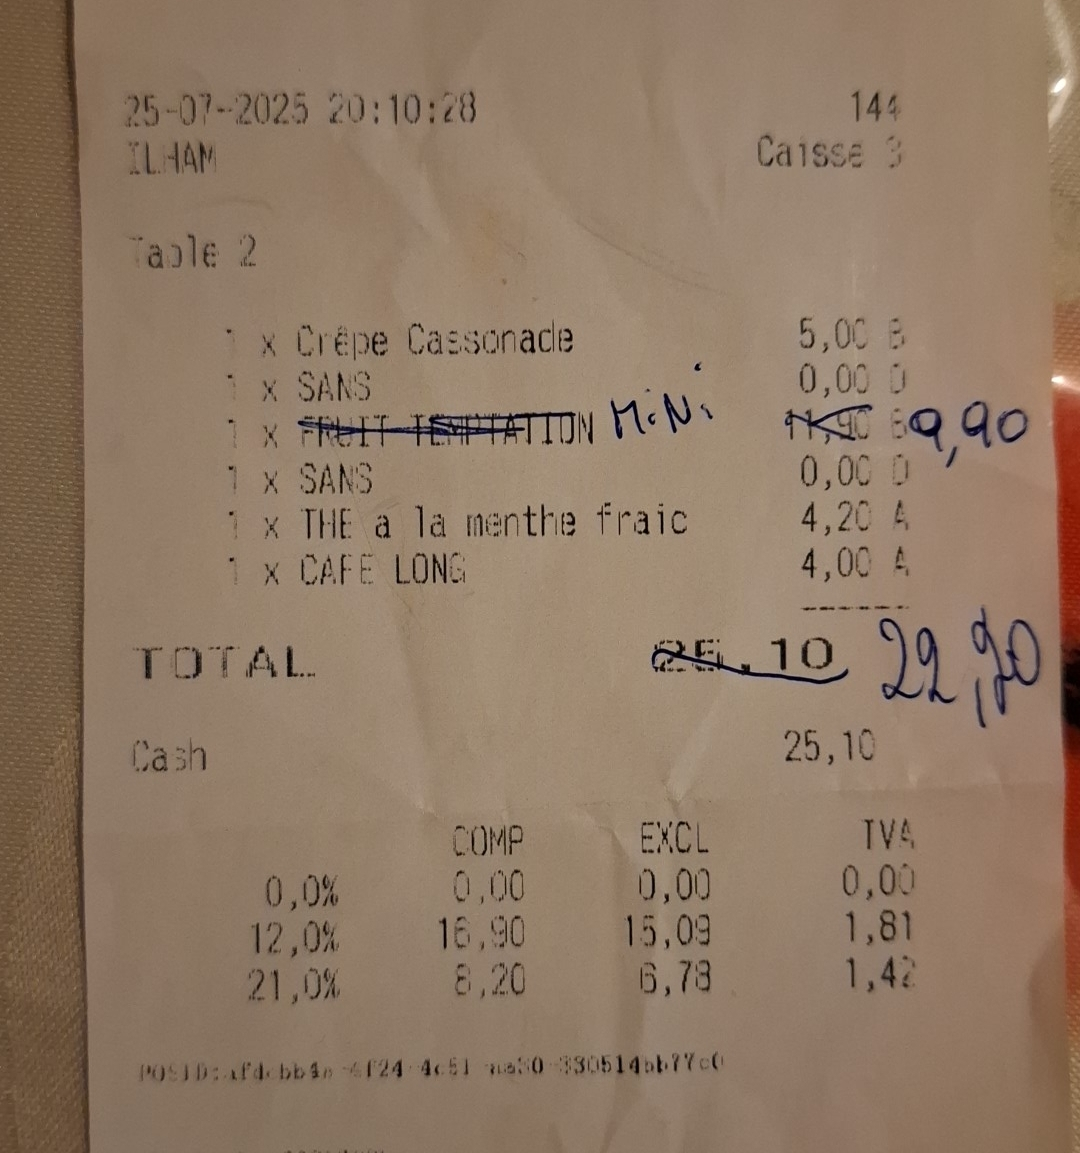 25-07-2025 20:10:28 144
ILHAM Caisse 3
Table 2
1 x Crêpe Cassonade 5,00 B
1 x SANS 0,00 D
1 x FRUIT TEMPTATION MiNi 11,90 B 9,90
1 x SANS 0,00 D
1 x THE a la menthe fraic 4,20 A
1 x CAFE LONG 4,00 A
TOTAL 25.10 22,90
Cash 25,10
COMP EXCL TVA
0,0% 0,00 0,00 0,00
12,0% 16,90 15,09 1,81
21,0% 8,20 6,78 1,42